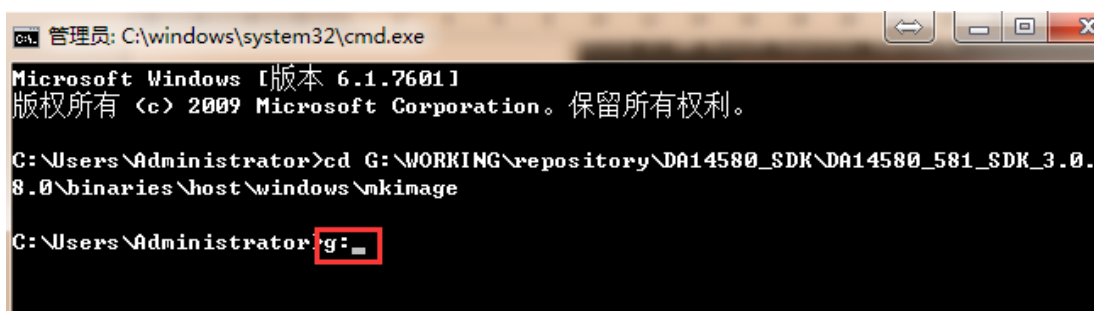 管理员: C:\windows\system32\cmd.exe
Microsoft Windows [版本 6.1.7601]
版权所有 (c) 2009 Microsoft Corporation。保留所有权利。
C:\Users\Administrator>cd G:\WORKING\repository\DA14580_SDK\DA14580_581_SDK_3.0.
8.0\binaries\host\windows\mkimage
C:\Users\Administrator>g: